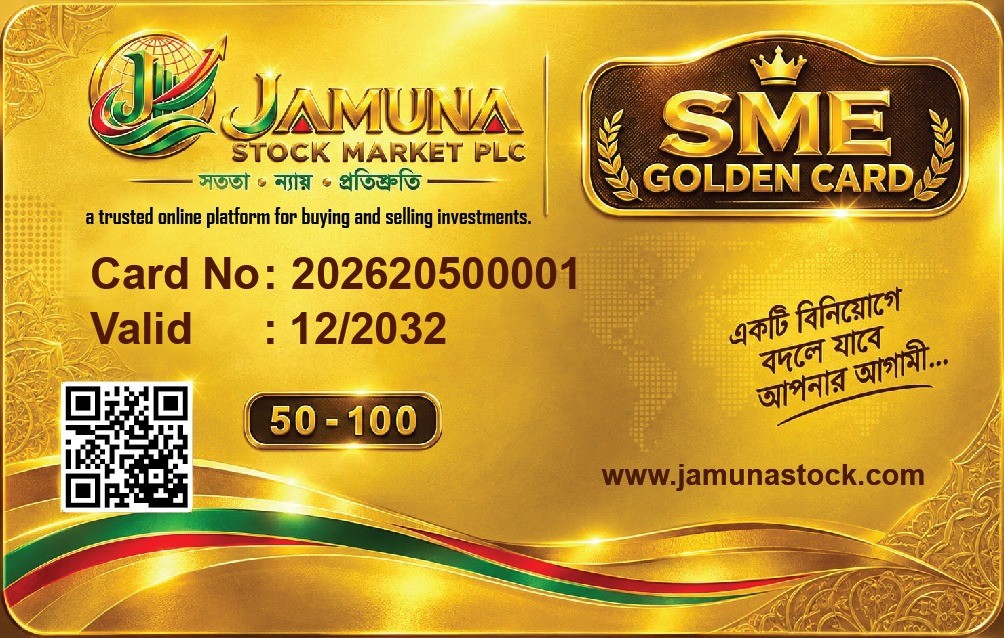 JAMUNA
STOCK MARKET PLC
সততা • ন্যায় • প্রতিশ্রুতি
a trusted online platform for buying and selling investments.
SME
GOLDEN CARD
Card No: 202620500001
Valid : 12/2032
একটি বিনিয়োগে
বদলে যাবে
আপনার আগামী...
50 - 100
www.jamunastock.com